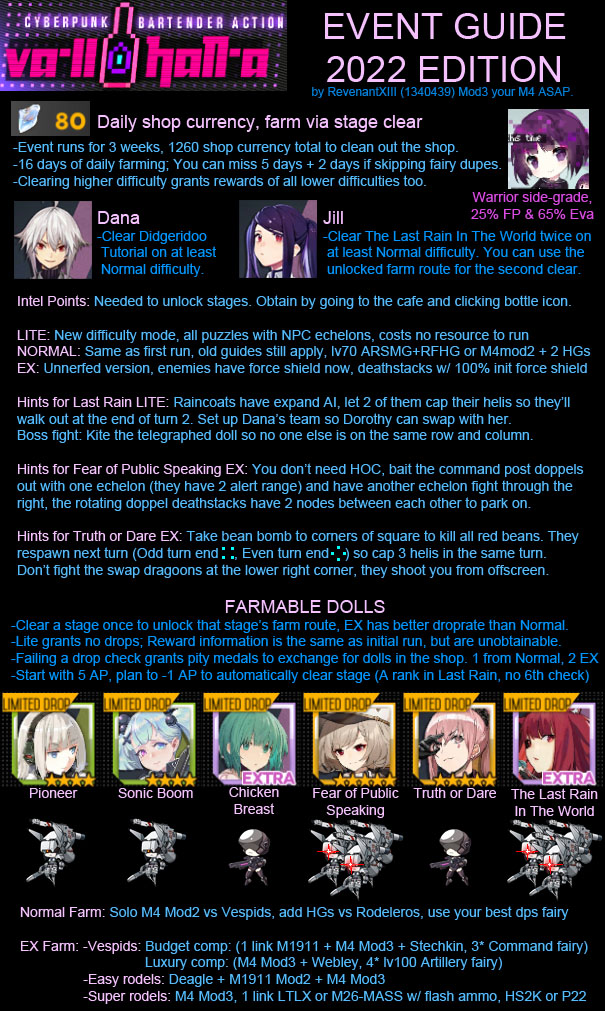 CYBERPUNK BARTENDER ACTION
va-ll hall-a
EVENT GUIDE
2022 EDITION
by RevenantXIII (1340439) Mod3 your M4 ASAP.
80 Daily shop currency, farm via stage clear
-Event runs for 3 weeks, 1260 shop currency total to clean out the shop.
-16 days of daily farming; You can miss 5 days + 2 days if skipping fairy dupes.
-Clearing higher difficulty grants rewards of all lower difficulties too.
Warrior side-grade,
25% FP & 65% Eva
Dana
-Clear Didgeridoo
Tutorial on at least
Normal difficulty.
Jill
-Clear The Last Rain In The World twice on
at least Normal difficulty. You can use the
unlocked farm route for the second clear.
Intel Points: Needed to unlock stages. Obtain by going to the cafe and clicking bottle icon.
LITE: New difficulty mode, all puzzles with NPC echelons, costs no resource to run
NORMAL: Same as first run, old guides still apply, lv70 ARSMG+RFHG or M4mod2 + 2 HGs
EX: Unnerfed version, enemies have force shield now, deathstacks w/ 100% init force shield
Hints for Last Rain LITE: Raincoats have expand AI, let 2 of them cap their helis so they'll
walk out at the end of turn 2. Set up Dana's team so Dorothy can swap with her.
Boss fight: Kite the telegraphed doll so no one else is on the same row and column.
Hints for Fear of Public Speaking EX: You don't need HOC, bait the command post doppels
out with one echelon (they have 2 alert range) and have another echelon fight through the
right, the rotating doppel deathstacks have 2 nodes between each other to park on.
Hints for Truth or Dare EX: Take bean bomb to corners of square to kill all red beans. They
respawn next turn (Odd turn end , Even turn end ) so cap 3 helis in the same turn.
Don't fight the swap dragoons at the lower right corner, they shoot you from offscreen.
FARMABLE DOLLS
-Clear a stage once to unlock that stage's farm route, EX has better droprate than Normal.
-Lite grants no drops; Reward information is the same as initial run, but are unobtainable.
-Failing a drop check grants pity medals to exchange for dolls in the shop. 1 from Normal, 2 EX
-Start with 5 AP, plan to -1 AP to automatically clear stage (A rank in Last Rain, no 6th check)
LIMITED DROP LIMITED DROP LIMITED DROP LIMITED DROP LIMITED DROP LIMITED DROP
EXTRA EXTRA
Pioneer
Sonic Boom
Chicken
Breast
Fear of Public
Speaking
Truth or Dare
The Last Rain
In The World
Normal Farm: Solo M4 Mod2 vs Vespids, add HGs vs Rodeleros, use your best dps fairy
EX Farm: -Vespids: Budget comp: (1 link M1911 + M4 Mod3 + Stechkin, 3* Command fairy)
Luxury comp: (M4 Mod3 + Webley, 4* lv100 Artillery fairy)
-Easy rodels: Deagle + M1911 Mod2 + M4 Mod3
-Super rodels: M4 Mod3, 1 link LTLX or M26-MASS w/ flash ammo, HS2K or P22